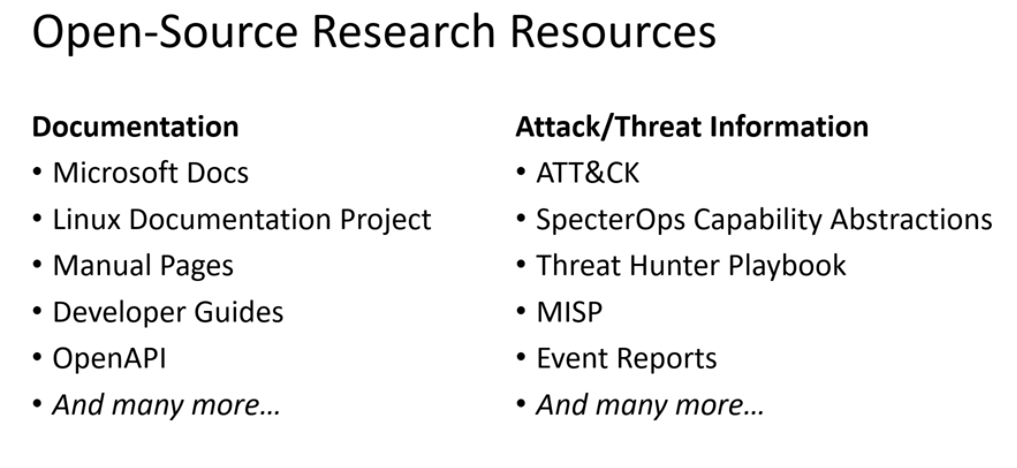 Open-Source Research Resources
Documentation
• Microsoft Docs
• Linux Documentation Project
• Manual Pages
• Developer Guides
• OpenAPI
• And many more...
Attack/Threat Information
• ATT&CK
• SpecterOps Capability Abstractions
• Threat Hunter Playbook
• MISP
• Event Reports
• And many more...